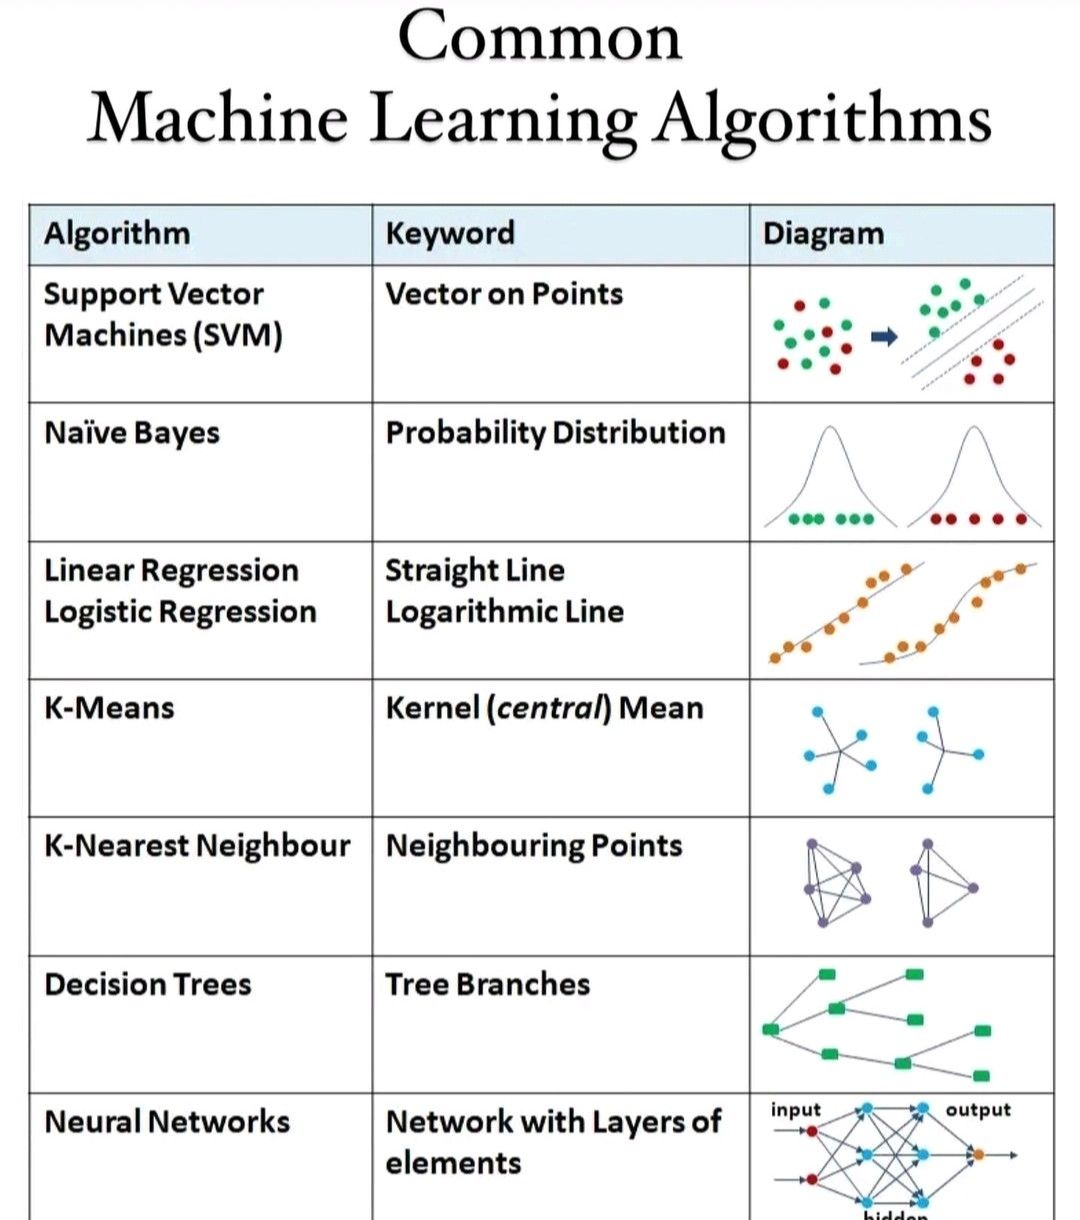 Common
Machine Learning Algorithms
Algorithm
Keyword
Diagram
Support Vector
Machines (SVM)
Vector on Points
Naïve Bayes
Probability Distribution
Linear Regression
Logistic Regression
Straight Line
Logarithmic Line
K-Means
Kernel (central) Mean
K-Nearest Neighbour
Neighbouring Points
Decision Trees
Tree Branches
Neural Networks
Network with Layers of
elements
input
output
hidden